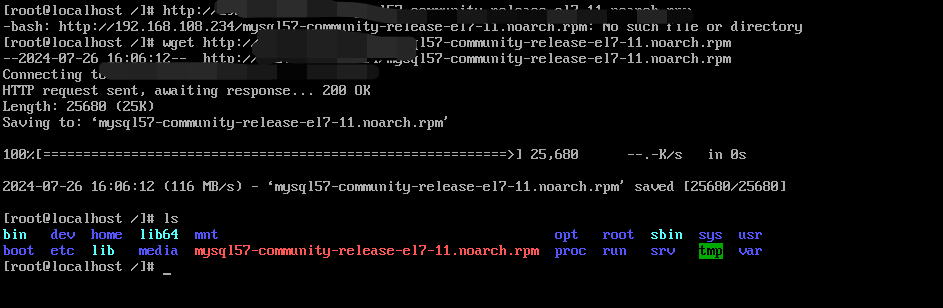 [root@localhost /]# http:/ -community-release-el7-11.noarch.rpm
-bash: http://192.168.108.234/mysql57-community-release-el7-11.noarch.rpm: No such file or directory
[root@localhost /]# wget http:/ mysql57-community-release-el7-11.noarch.rpm
--2024-07-26 16:06:12-- http:/ /mysql57-community-release-el7-11.noarch.rpm
Connecting to
HTTP request sent, awaiting response... 200 OK
Length: 25680 (25K)
Saving to: ‘mysql57-community-release-el7-11.noarch.rpm’
100%[======================================================>] 25,680 --.-K/s in 0s
2024-07-26 16:06:12 (116 MB/s) - ‘mysql57-community-release-el7-11.noarch.rpm’ saved [25680/25680]
[root@localhost /]# ls
bin dev home lib64 mnt opt root sbin sys usr
boot etc lib media mysql57-community-release-el7-11.noarch.rpm proc run srv tmp var
[root@localhost /]# _